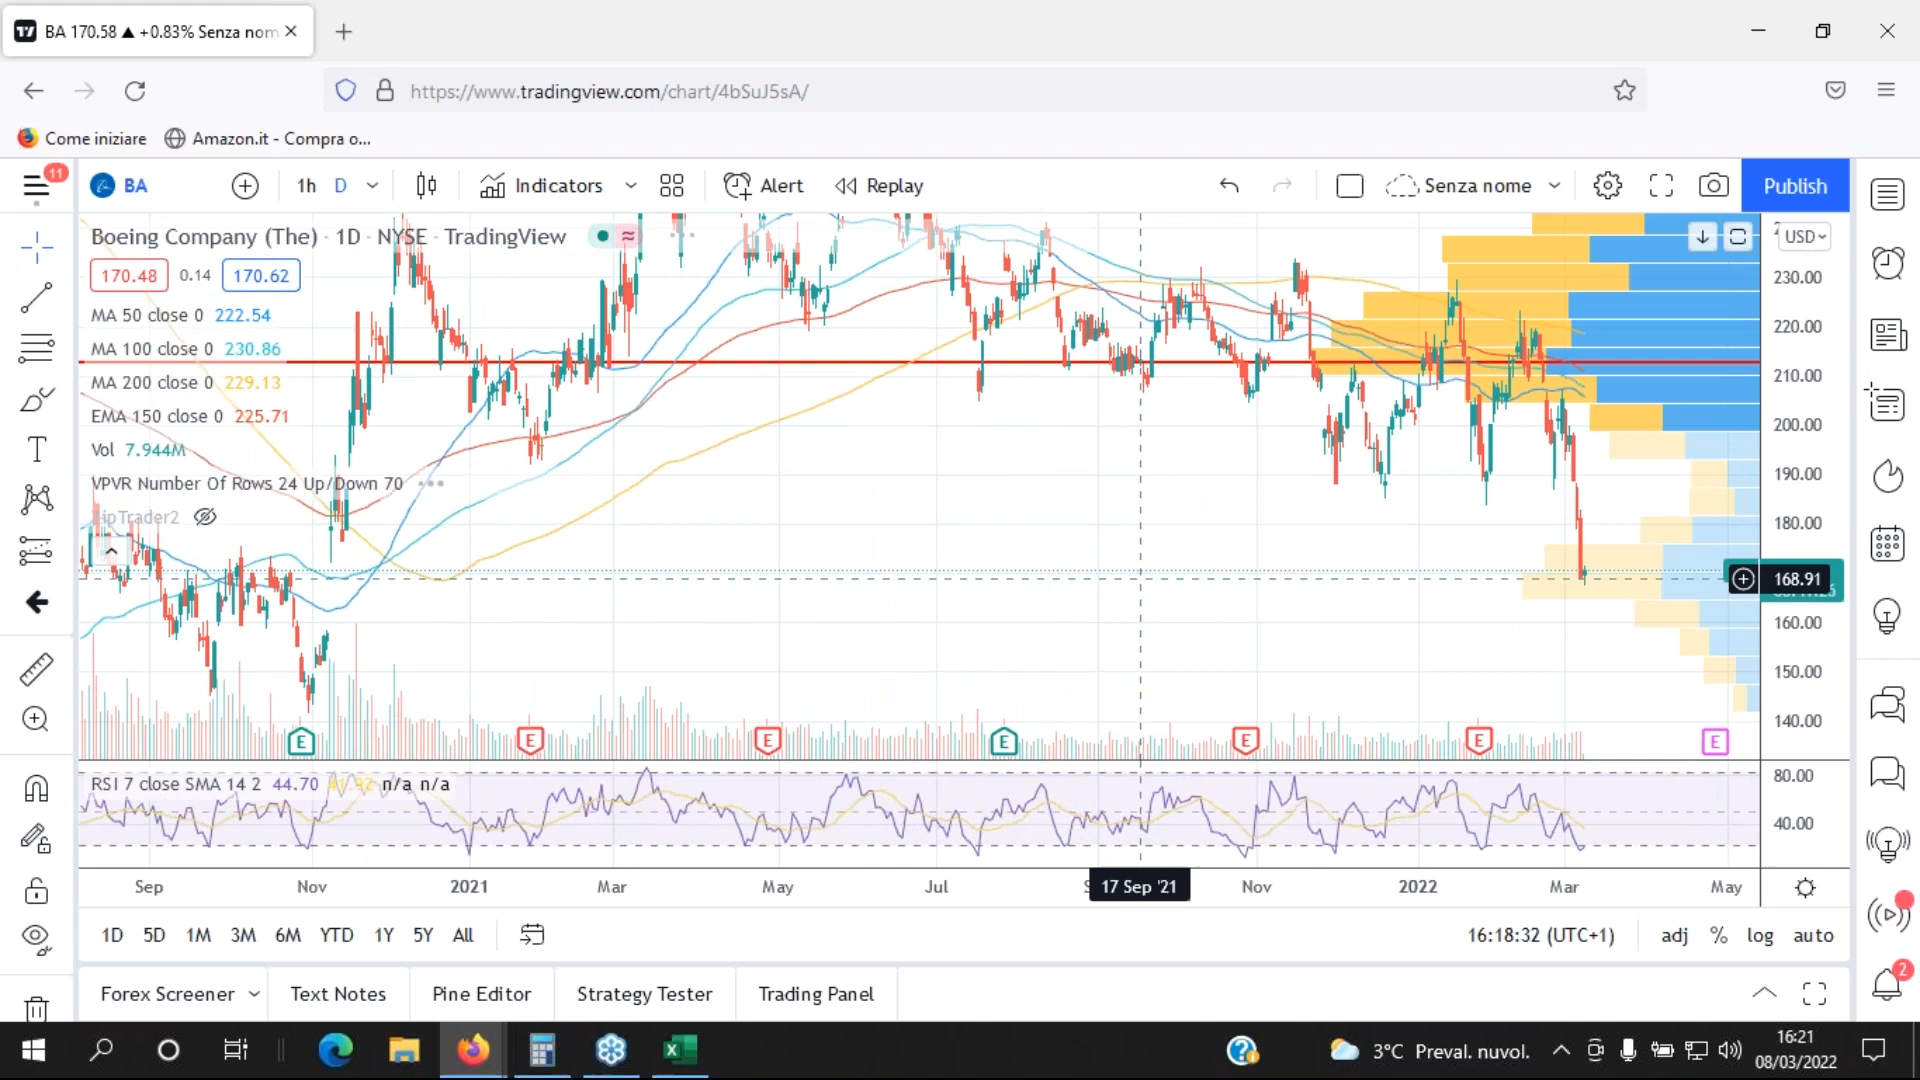 BA 170.58 ▲ +0.83% Senza nom
https://www.tradingview.com/chart/4bSuJ5sA/
Come iniziare Amazon.it - Compra o...
11 BA 1h D Indicators Alert Replay Senza nome Publish
Boeing Company (The) · 1D · NYSE · TradingView USD
170.48 0.14 170.62
MA 50 close 0 222.54
MA 100 close 0 230.86
MA 200 close 0 229.13
EMA 150 close 0 225.71
Vol 7.944M
VPVR Number Of Rows 24 Up/Down 70
ZipTrader2
230.00
220.00
210.00
200.00
190.00
180.00
168.91
160.00
150.00
140.00
E E E E E E E
RSI 7 close SMA 14 2 44.70 n/a n/a
80.00
40.00
Sep Nov 2021 Mar May Jul 17 Sep '21 Nov 2022 Mar May
1D 5D 1M 3M 6M YTD 1Y 5Y All 16:18:32 (UTC+1) adj % log auto
Forex Screener Text Notes Pine Editor Strategy Tester Trading Panel
2
3°C Preval. nuvol.
16:21
08/03/2022